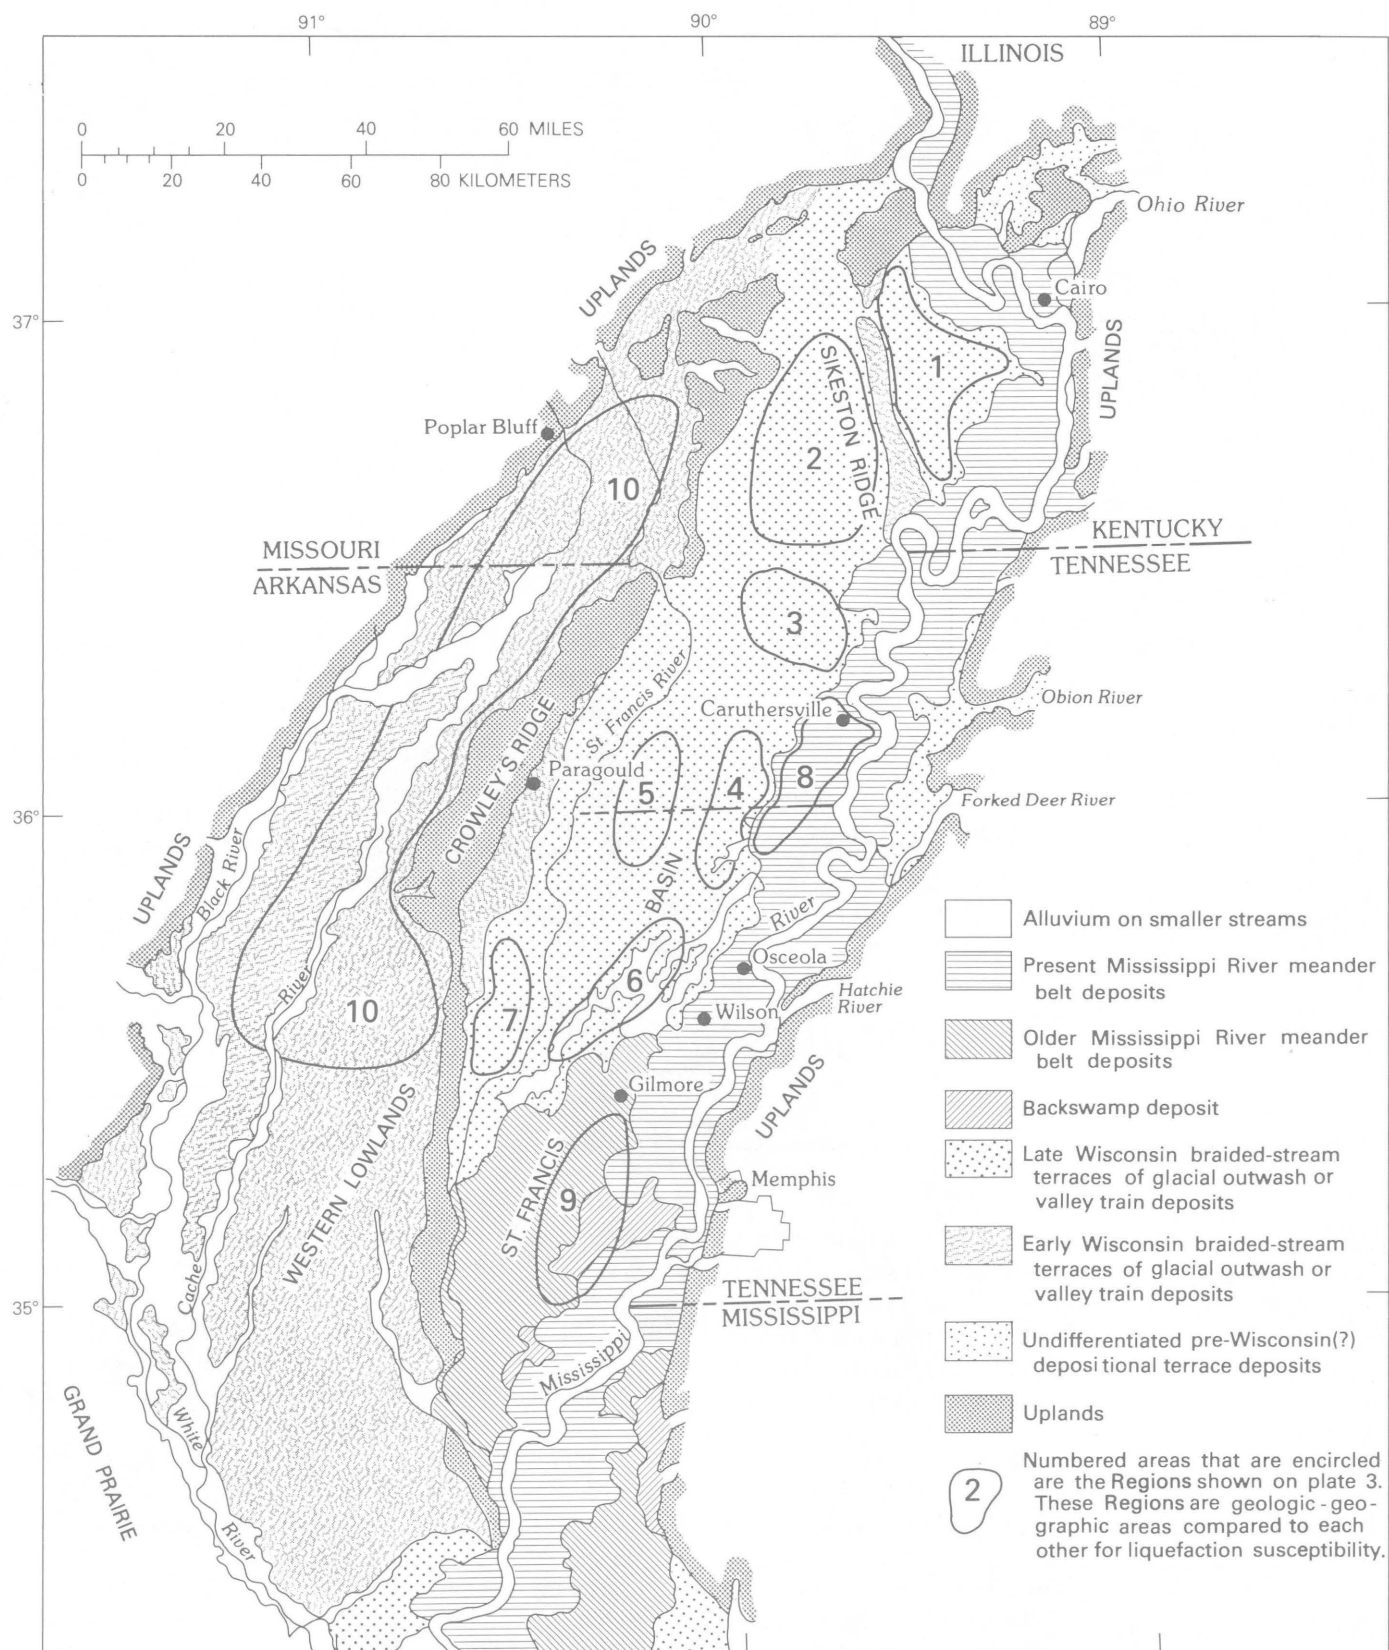 91°
90°
89°
ILLINOIS
0 20 40 60 MILES
0 20 40 60 80 KILOMETERS
Ohio River
UPLANDS
Cairo
37°
UPLANDS
SIKESTON RIDGE
1
Poplar Bluff
2
10
KENTUCKY
MISSOURI
TENNESSEE
ARKANSAS
3
St. Francis River
Obion River
Caruthersville
CROWLEY'S RIDGE
Paragould
5
4
8
Forked Deer River
36°
UPLANDS
Black River
BASIN
River
Osceola
6
Hatchie
River
River
10
7
Wilson
Gilmore
UPLANDS
WESTERN LOWLANDS
ST. FRANCIS
9
Memphis
Cache
TENNESSEE
35°
MISSISSIPPI
Mississippi
GRAND PRAIRIE
White
River
Alluvium on smaller streams
Present Mississippi River meander
belt deposits
Older Mississippi River meander
belt deposits
Backswamp deposit
Late Wisconsin braided-stream
terraces of glacial outwash or
valley train deposits
Early Wisconsin braided-stream
terraces of glacial outwash or
valley train deposits
Undifferentiated pre-Wisconsin(?)
depositional terrace deposits
Uplands
2
Numbered areas that are encircled
are the Regions shown on plate 3.
These Regions are geologic-geo-
graphic areas compared to each
other for liquefaction susceptibility.